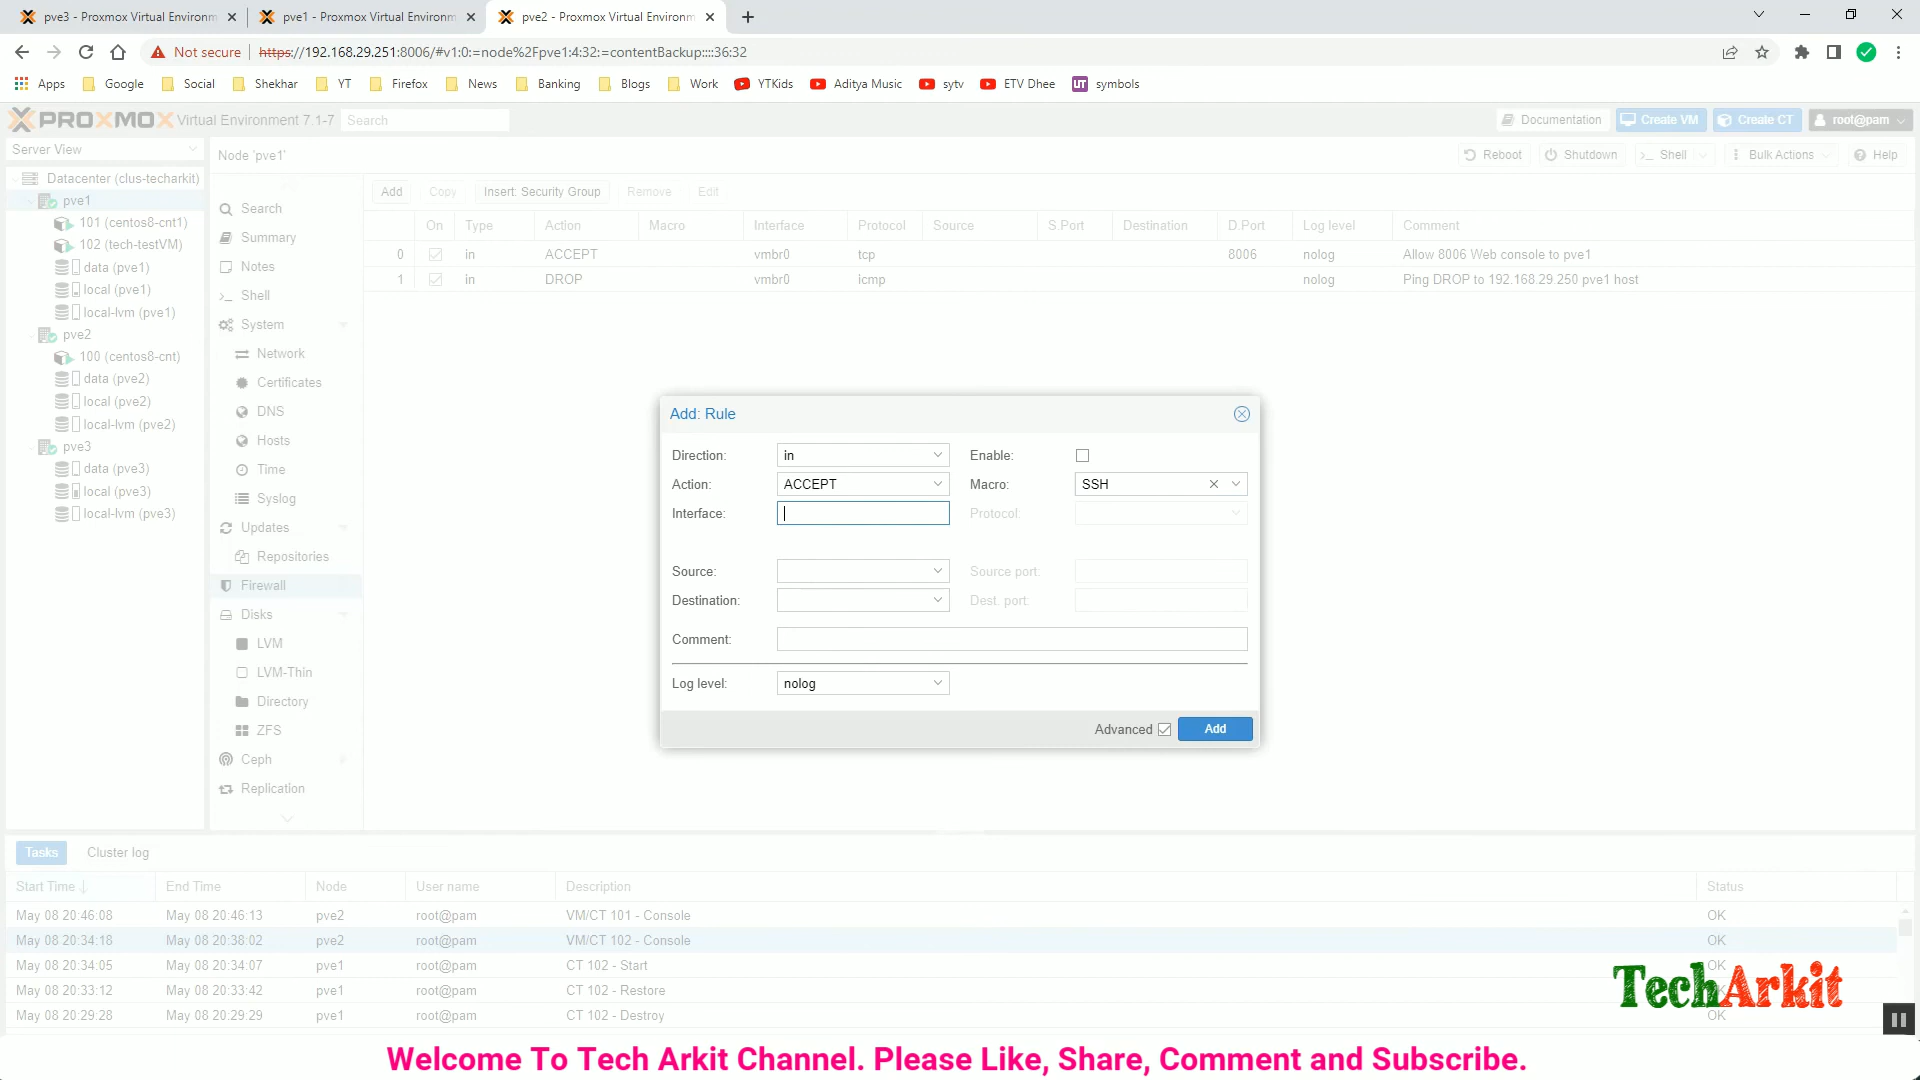 pve3 - Proxmox Virtual Environm
pve1 - Proxmox Virtual Environm
pve2 - Proxmox Virtual Environm
Not secure
https://192.168.29.251:8006/#v1:0:=node%2Fpve1:4:32:=contentBackup::::36:32
Apps Google Social Shekhar YT Firefox News Banking Blogs Work YTKids Aditya Music sytv ETV Dhee UT symbols
PROXMOX Virtual Environment 7.1-7 Search Documentation Create VM Create CT root@pam
Server View
Node 'pve1' Reboot Shutdown >_ Shell Bulk Actions Help
Datacenter (clus-techarkit)
pve1
101 (centos8-cnt1)
102 (tech-testVM)
data (pve1)
local (pve1)
local-lvm (pve1)
pve2
100 (centos8-cnt)
data (pve2)
local (pve2)
local-lvm (pve2)
pve3
data (pve3)
local (pve3)
local-lvm (pve3)
Search
Summary
Notes
>_ Shell
System
Network
Certificates
DNS
Hosts
Time
Syslog
Updates
Repositories
Firewall
Disks
LVM
LVM-Thin
Directory
ZFS
Ceph
Replication
Add Copy Insert: Security Group Remove Edit
On Type Action Macro Interface Protocol Source S.Port Destination D.Port Log level Comment
0 in ACCEPT vmbr0 tcp 8006 nolog Allow 8006 Web console to pve1
1 in DROP vmbr0 icmp nolog Ping DROP to 192.168.29.250 pve1 host
Add: Rule
Direction: in Enable:
Action: ACCEPT Macro: SSH
Interface: Protocol:
Source: Source port:
Destination: Dest. port:
Comment:
Log level: nolog
Advanced Add
Tasks Cluster log
Start Time End Time Node User name Description Status
May 08 20:46:08 May 08 20:46:13 pve2 root@pam VM/CT 101 - Console OK
May 08 20:34:18 May 08 20:38:02 pve2 root@pam VM/CT 102 - Console OK
May 08 20:34:05 May 08 20:34:07 pve1 root@pam CT 102 - Start OK
May 08 20:33:12 May 08 20:33:42 pve1 root@pam CT 102 - Restore
May 08 20:29:28 May 08 20:29:29 pve1 root@pam CT 102 - Destroy OK
TechArkit
Welcome To Tech Arkit Channel. Please Like, Share, Comment and Subscribe.